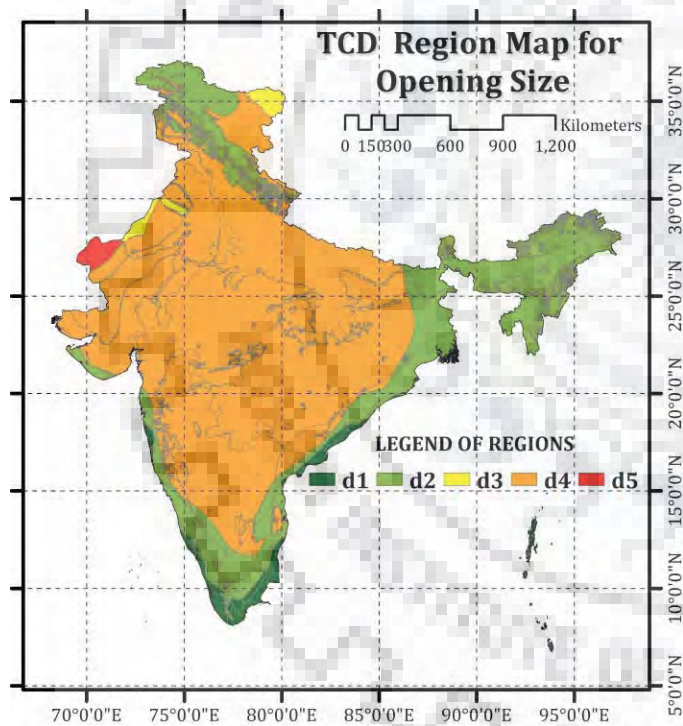 TCD Region Map for
Opening Size
Kilometers
0 150300 600 900 1,200
35°0'0"N
30°0'0"N
25°0'0"N
20°0'0"N
15°0'0"N
10°0'0"N
5°0'0"N
LEGEND OF REGIONS
d1 d2 d3 d4 d5
70°0'0"E 75°0'0"E 80°0'0"E 85°0'0"E 90°0'0"E 95°0'0"E